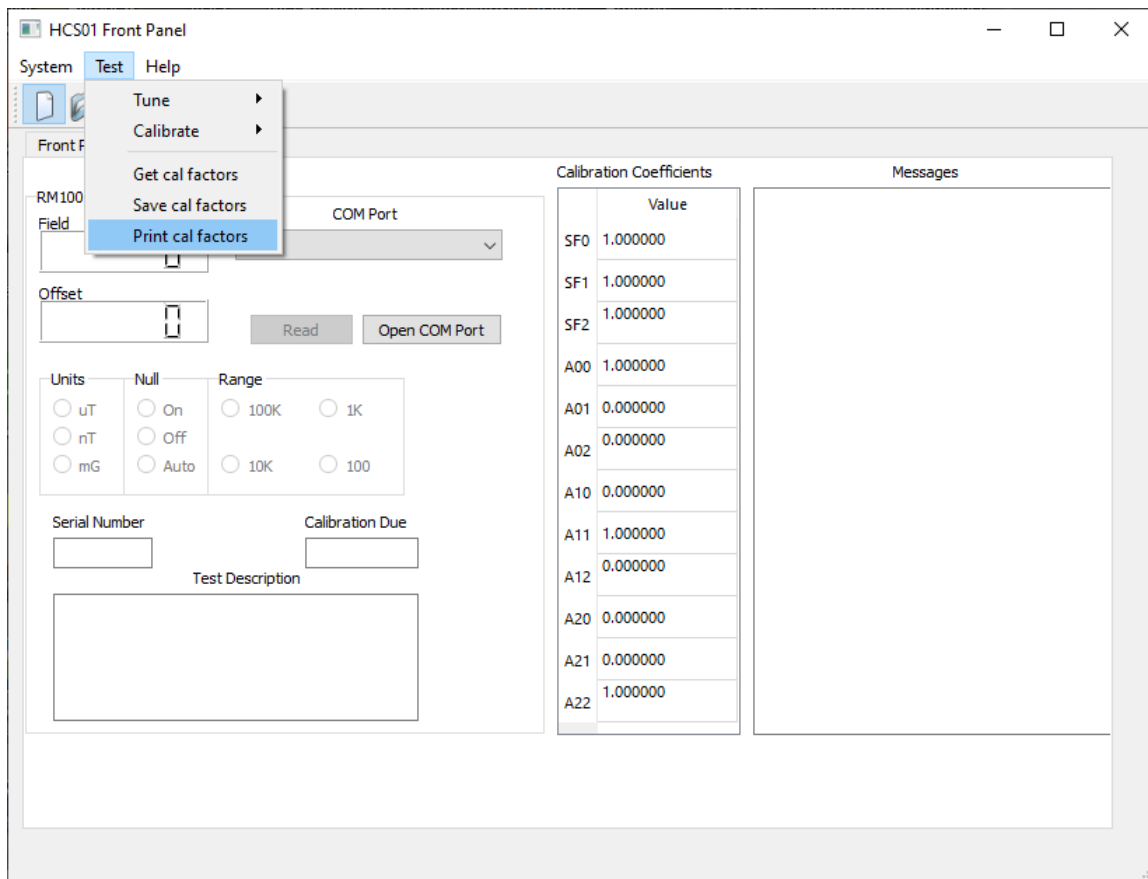 HCS01 Front Panel
System Test Help
Tune
Calibrate
Get cal factors
Save cal factors
Print cal factors
Front
RM100
Field
0
COM Port
Offset
0
Read Open COM Port
Units Null Range
uT On 100K 1K
nT Off
mG Auto 10K 100
Serial Number Calibration Due
Test Description
Calibration Coefficients
Value
SF0 1.000000
SF1 1.000000
SF2 1.000000
A00 1.000000
A01 0.000000
A02 0.000000
A10 0.000000
A11 1.000000
A12 0.000000
A20 0.000000
A21 0.000000
A22 1.000000
Messages